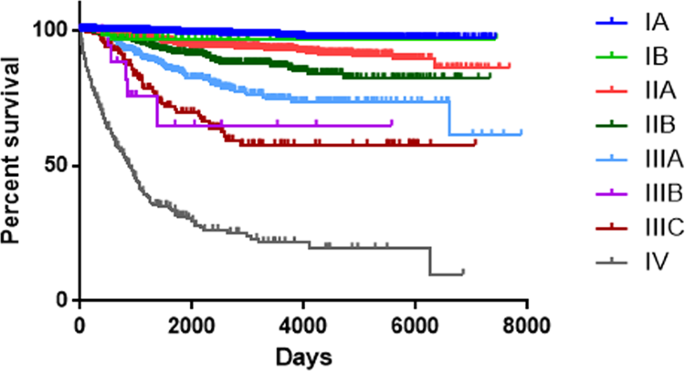 Percent survival
100
50
0
0 2000 4000 6000 8000
Days
IA
IB
IIA
IIB
IIIA
IIIB
IIIC
IV